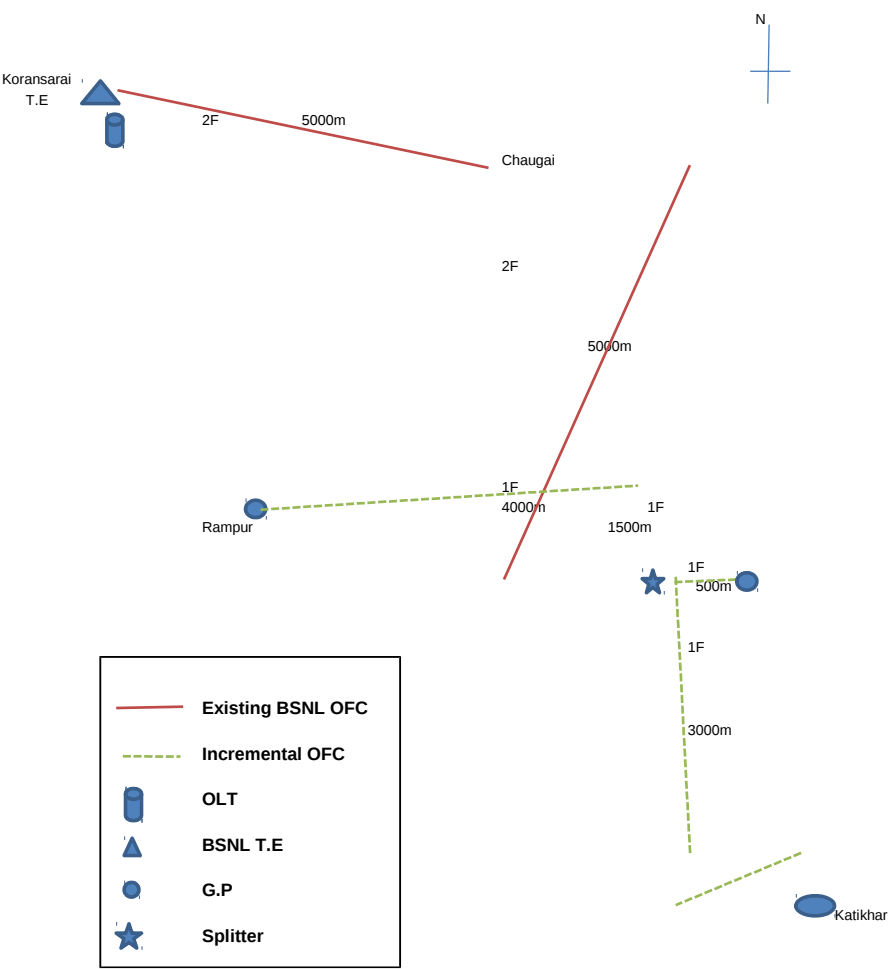 N
Koransarai
T.E
2F
5000m
Chaugai
2F
5000m
1F
4000m
1F
1500m
Rampur
1F
500m
1F
3000m
Existing BSNL OFC
Incremental OFC
OLT
BSNL T.E
G.P
Splitter
Katikhar